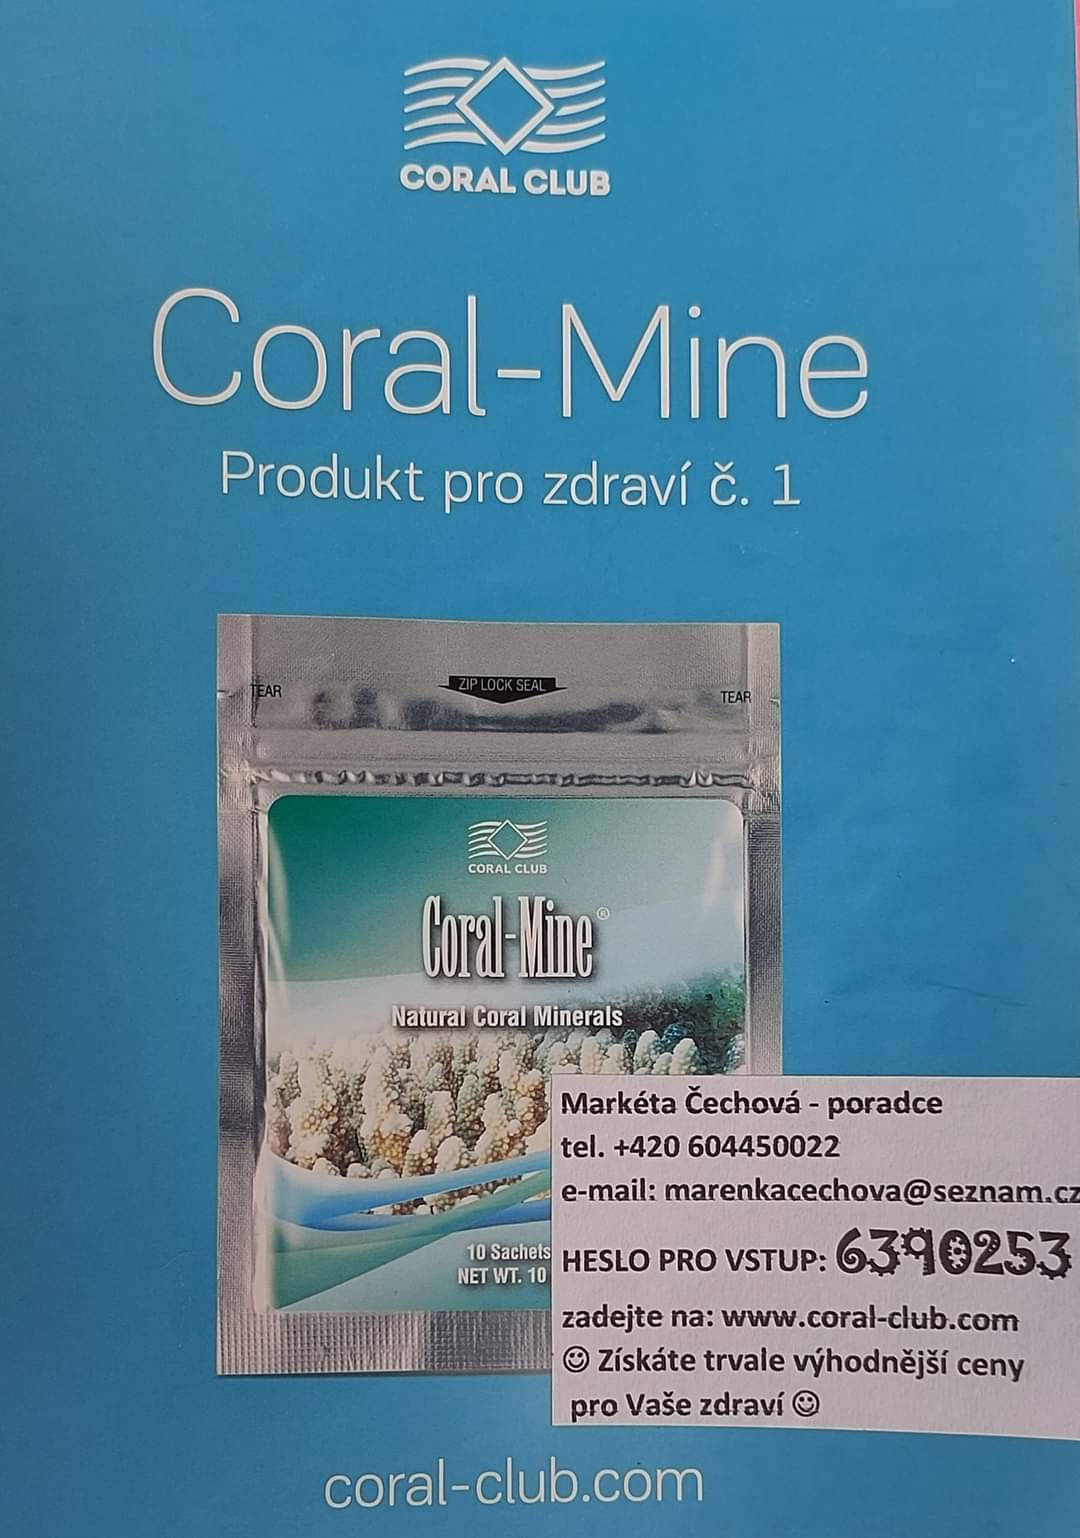 CORAL CLUB
Coral-Mine
Produkt pro zdraví č. 1
ZIP LOCK SEAL
TEAR
TEAR
CORAL CLUB
Coral-Mine®
Natural Coral Minerals
10 Sachets
NET WT. 10
Markéta Čechová - poradce
tel. +420 604450022
e-mail: marenkacechova@seznam.cz
HESLO PRO VSTUP: 6390253
zadejte na: www.coral-club.com
☺ Získáte trvale výhodnější ceny
pro Vaše zdraví ☺
coral-club.com